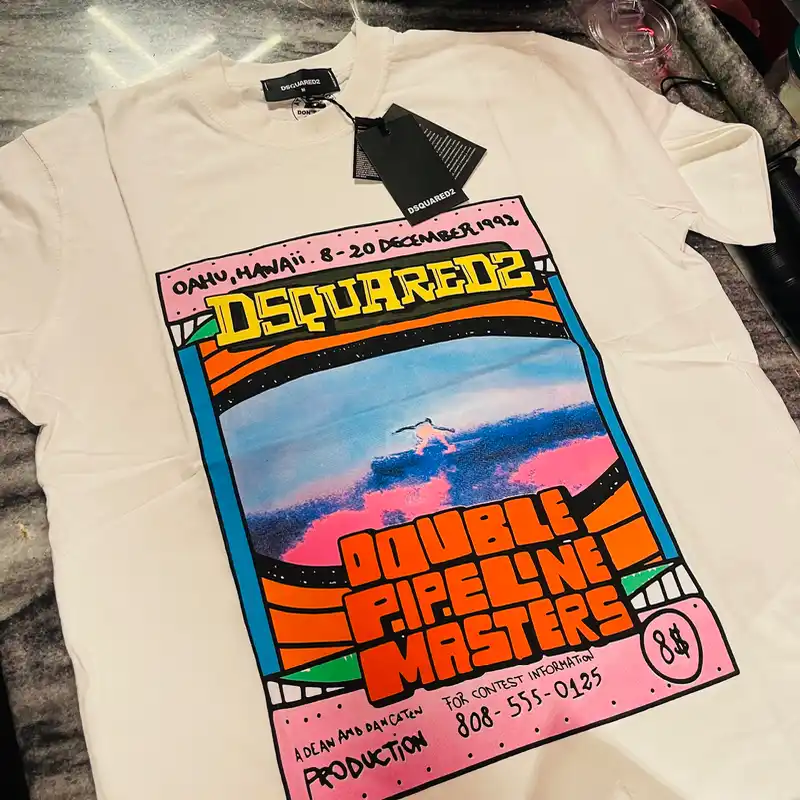 DSQUARED2
M
DSQUARED2
OAHU, HAWAII. 8-20 DECEMBER 1992
DSQUARED2
DOUBLE
PIPELINE
MASTERS
8$
A DEAN AND DAN CATEN
PRODUCTION
FOR CONTEST INFORMATION
808-555-0125